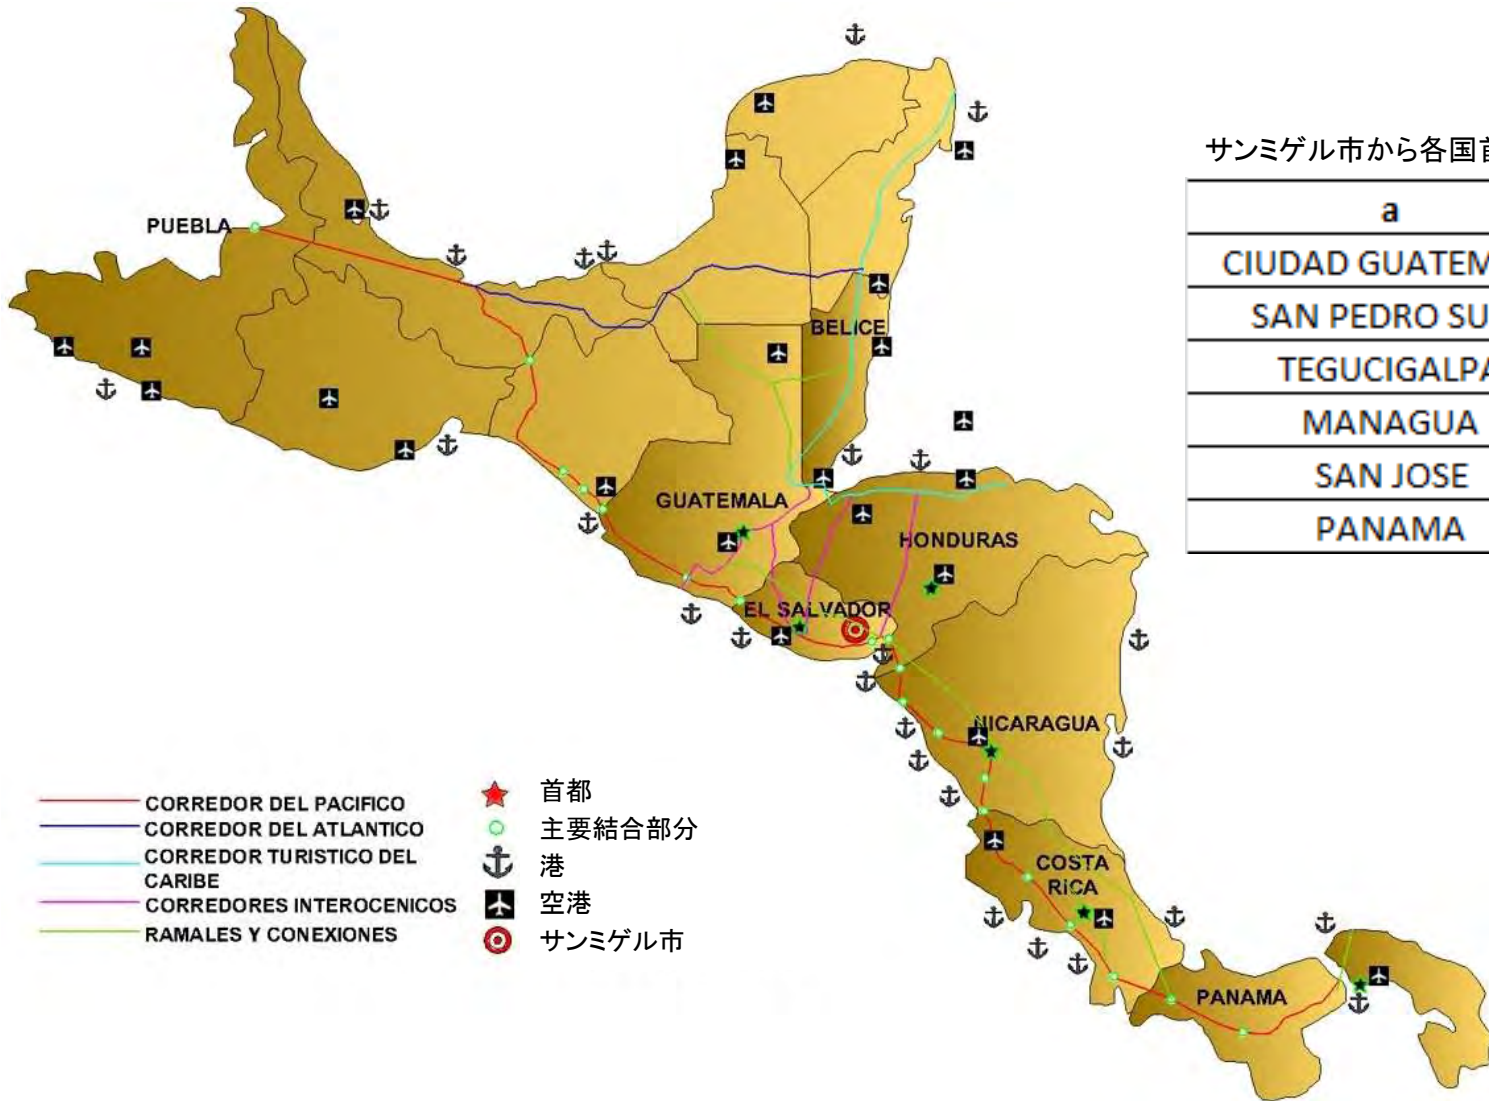 サンミゲル市から各国首
a
PUEBLA
CIUDAD GUATEM
SAN PEDRO SU
BELICE
TEGUCIGALPA
MANAGUA
SAN JOSE
GUATEMALA
PANAMA
HONDURAS
EL SALVADOR
NICARAGUA
CORREDOR DEL PACIFICO
CORREDOR DEL ATLANTICO
CORREDOR TURISTICO DEL
CARIBE
CORREDORES INTEROCENICOS
RAMALES Y CONEXIONES
首都
主要結合部分
港
空港
サンミゲル市
COSTA
RICA
PANAMA